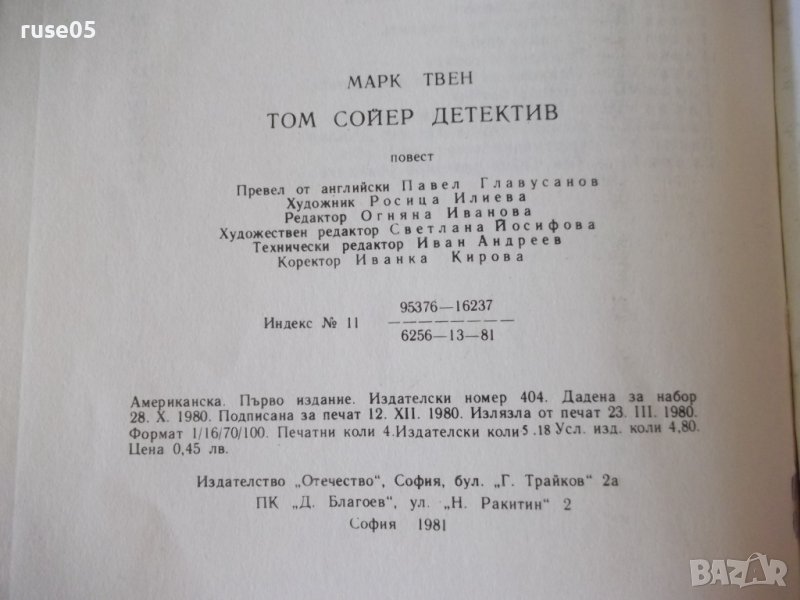 ruse05
МАРК ТВЕН
ТОМ СОЙЕР ДЕТЕКТИВ
повест
Превел от английски Павел Главусанов
Художник Росица Илиева
Редактор Огняна Иванова
Художествен редактор Светлана Йосифова
Технически редактор Иван Андреев
Коректор Иванка Кирова
95376—16237
Индекс № 11 ————————
6256—13—81
Американска. Първо издание. Издателски номер 404. Дадена за набор
28. X. 1980. Подписана за печат 12. XII. 1980. Излязла от печат 23. III. 1980.
Формат 1/16/70/100. Печатни коли 4.Издателски коли 5.18 Усл. изд. коли 4,80.
Цена 0,45 лв.
Издателство „Отечество", София, бул. „Г. Трайков" 2а
ПК „Д. Благоев", ул. „Н. Ракитин" 2
София 1981
BAZAR
bazar.bg